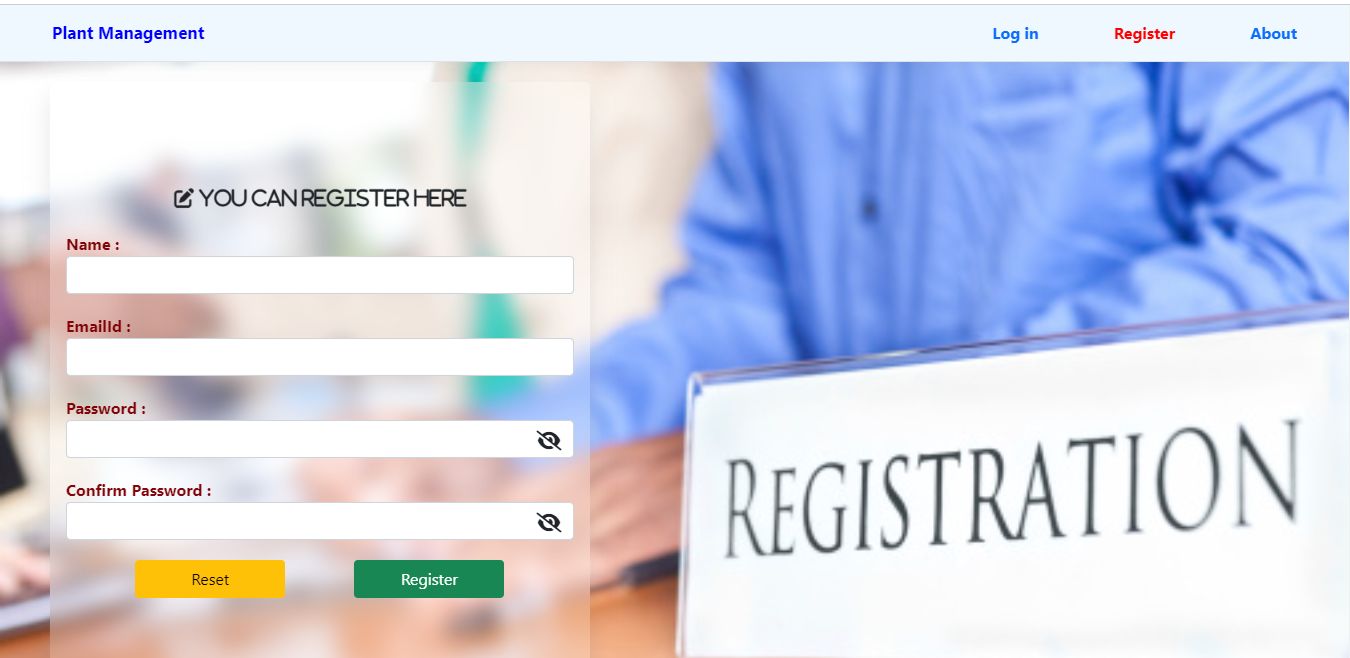 Plant Management
Log in
Register
About
YOU CAN REGISTER HERE
Name :
EmailId :
Password :
Confirm Password :
Reset
Register
REGISTRATION